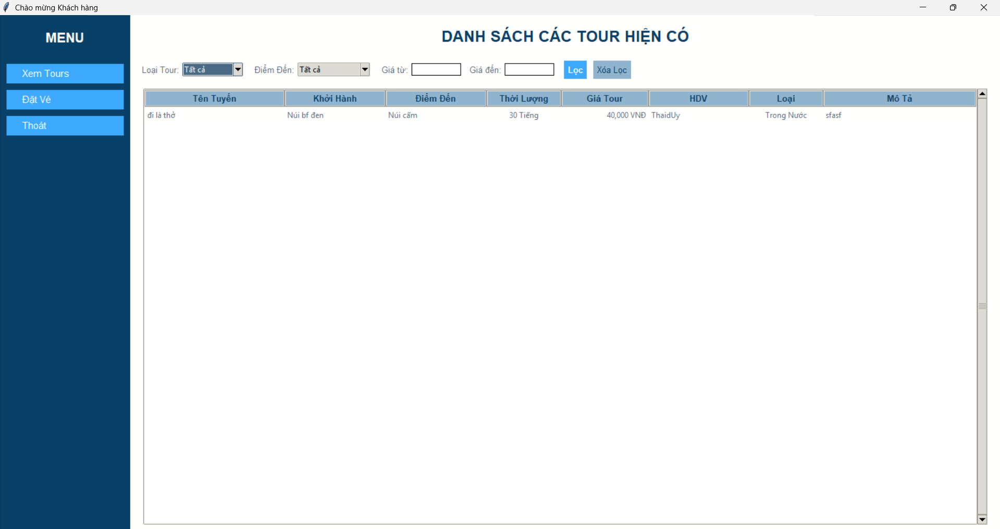 Chào mừng Khách hàng
MENU
Xem Tours
Đặt Vé
Thoát
DANH SÁCH CÁC TOUR HIỆN CÓ
Loại Tour: Tất cả Điểm Đến: Tất cả Giá từ: Giá đến: Lọc Xóa Lọc
Tên Tuyến Khởi Hành Điểm Đến Thời Lượng Giá Tour HDV Loại Mô Tả
đi là thở Núi bf đen Núi cấm 30 Tiếng 40,000 VNĐ ThaidUy Trong Nước sfasf